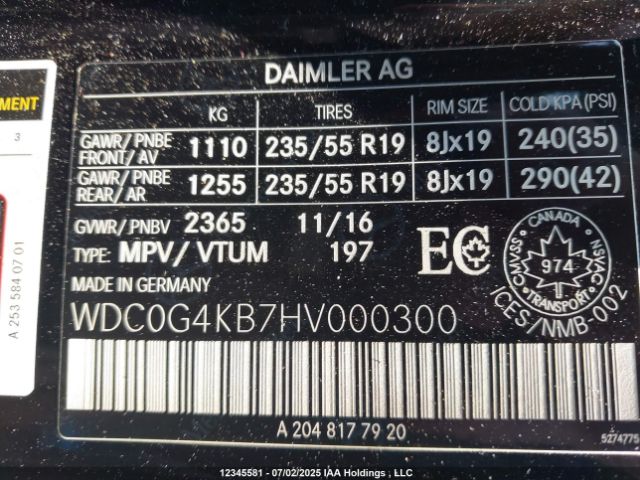 DAIMLER AG
KG TIRES RIM SIZE COLD KPA (PSI)
GAWR/PNBE FRONT/AV 1110 235/55 R19 8Jx19 240(35)
GAWR/PNBE REAR/AR 1255 235/55 R19 8Jx19 290(42)
GVWR/PNBV 2365 11/16
TYPE: MPV/VTUM 197
MADE IN GERMANY
EC
CANADA
974
TRANSPORT
CMVSS
NSVAC
ICES/NMB-002
WDC0G4KB7HV000300
A 204 817 79 20
5274775
3
A 253 584 07 01
12345581 - 07/02/2025 IAA Holdings , LLC